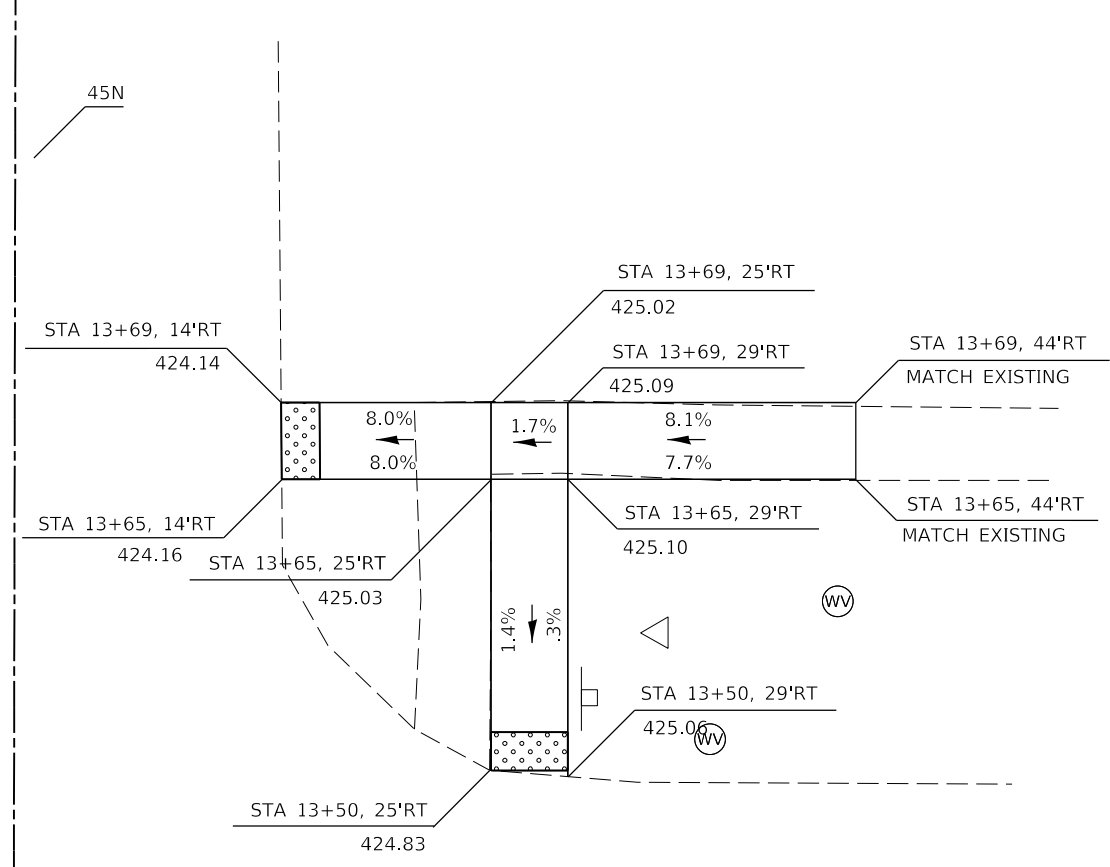 45N
STA 13+69, 25'RT
425.02
STA 13+69, 14'RT
424.14
STA 13+69, 29'RT
425.09
STA 13+69, 44'RT
MATCH EXISTING
8.0%
8.0%
1.7%
8.1%
7.7%
STA 13+65, 14'RT
424.16
STA 13+65, 25'RT
425.03
STA 13+65, 29'RT
425.10
STA 13+65, 44'RT
MATCH EXISTING
1.4%
.3%
WV
STA 13+50, 29'RT
425.06
WV
STA 13+50, 25'RT
424.83